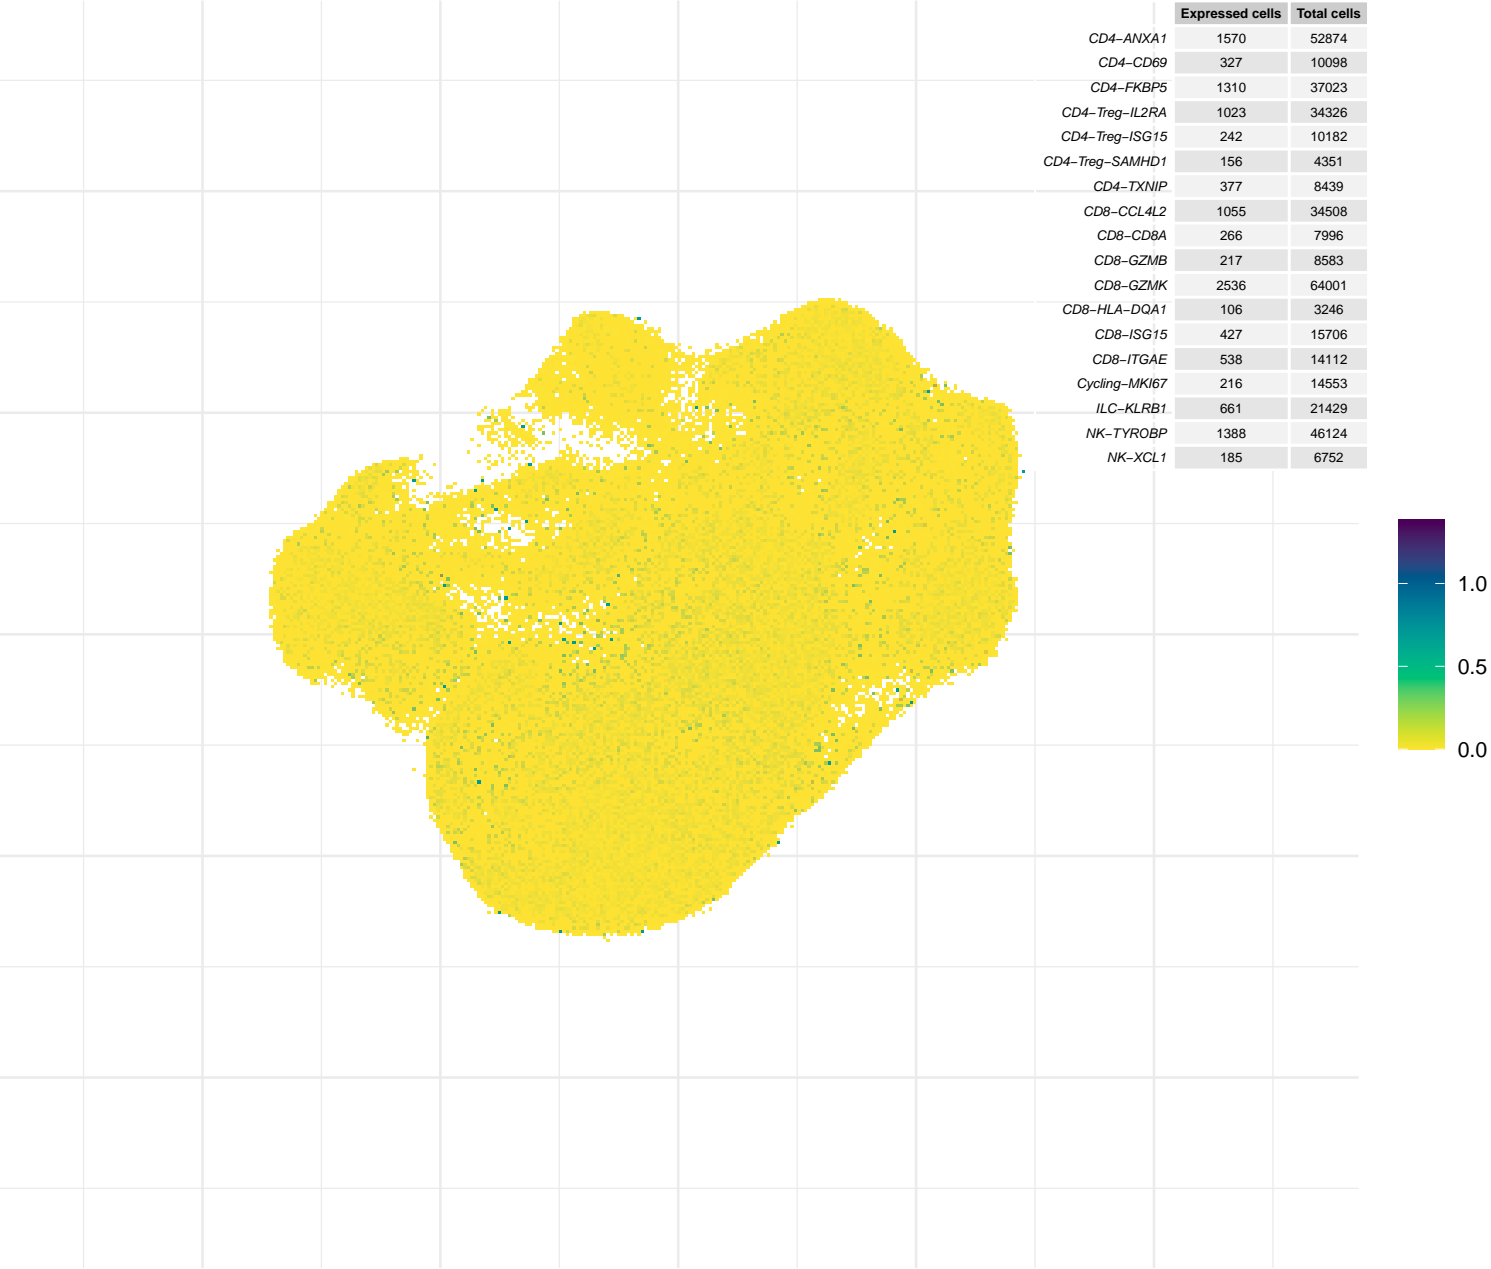 Expressed cells Total cells
CD4−ANXA1 1570 52874
CD4−CD69 327 10098
CD4−FKBP5 1310 37023
CD4−Treg−IL2RA 1023 34326
CD4−Treg−ISG15 242 10182
CD4−Treg−SAMHD1 156 4351
CD4−TXNIP 377 8439
CD8−CCL4L2 1055 34508
CD8−CD8A 266 7996
CD8−GZMB 217 8583
CD8−GZMK 2536 64001
CD8−HLA−DQA1 106 3246
CD8−ISG15 427 15706
CD8−ITGAE 538 14112
Cycling−MKI67 216 14553
ILC−KLRB1 661 21429
NK−TYROBP 1388 46124
NK−XCL1 185 6752
1.0
0.5
0.0